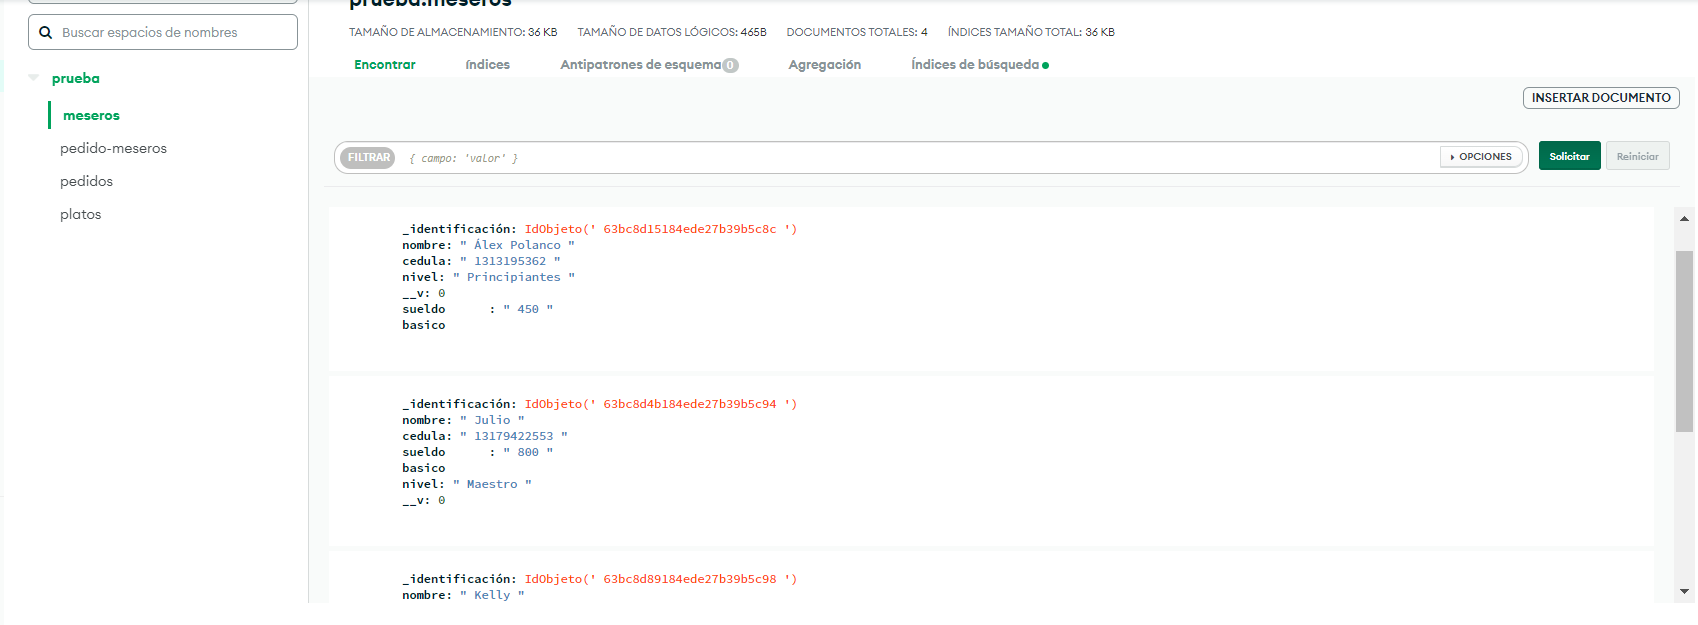 prueba.meseros
Buscar espacios de nombres
TAMAÑO DE ALMACENAMIENTO: 36 KB TAMAÑO DE DATOS LÓGICOS: 465B DOCUMENTOS TOTALES: 4 ÍNDICES TAMAÑO TOTAL: 36 KB
Encontrar índices Antipatrones de esquema 0 Agregación Índices de búsqueda
prueba
meseros
pedido-meseros
pedidos
platos
INSERTAR DOCUMENTO
FILTRAR { campo: 'valor' } OPCIONES Solicitar Reiniciar
_identificación: IdObjeto(' 63bc8d15184ede27b39b5c8c ')
nombre: " Álex Polanco "
cedula: " 1313195362 "
nivel: " Principiantes "
__v: 0
sueldo : " 450 "
basico
_identificación: IdObjeto(' 63bc8d4b184ede27b39b5c94 ')
nombre: " Julio "
cedula: " 13179422553 "
sueldo : " 800 "
basico
nivel: " Maestro "
__v: 0
_identificación: IdObjeto(' 63bc8d89184ede27b39b5c98 ')
nombre: " Kelly "